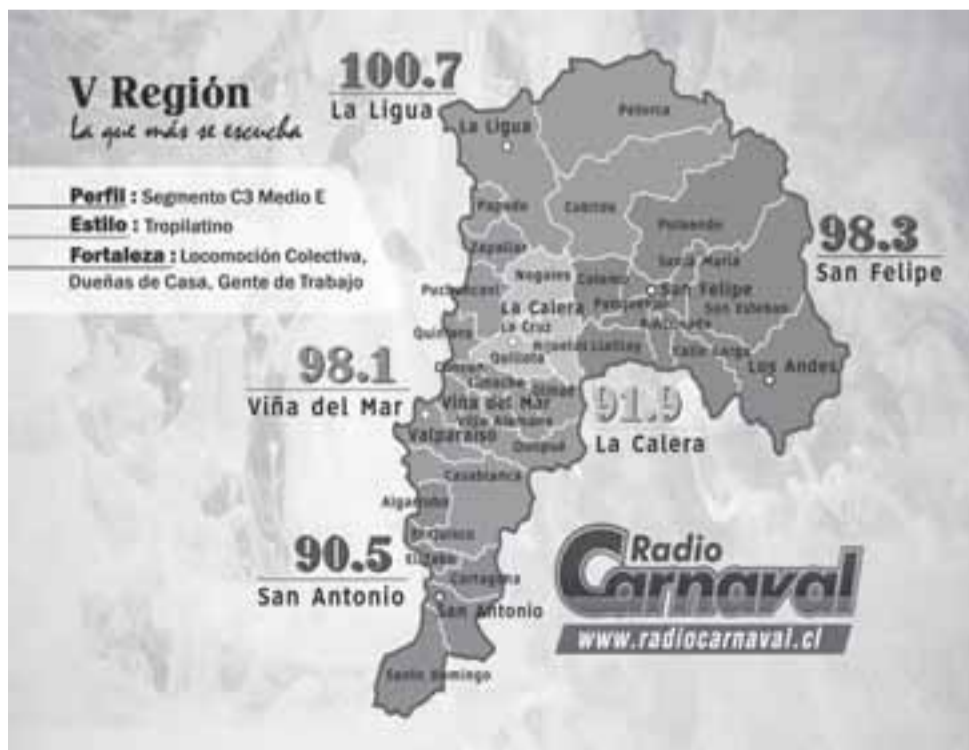 V Región
La que más se escucha
Perfil : Segmento C3 Medio E
Estilo : Tropilatino
Fortaleza : Locomoción Colectiva,
Dueñas de Casa, Gente de Trabajo
100.7
La Ligua
98.3
San Felipe
98.1
Viña del Mar
91.9
La Calera
90.5
San Antonio
La Ligua
Petorca
Papudo
Cabildo
Zapallar
Putaendo
Santa María
Nogales
Catemu
San Felipe
Puchuncaví
La Calera
Panquehue
San Esteban
La Cruz
Rinconada
Quintero
Hijuelas
Llaillay
Calle Larga
Quillota
Los Andes
Concón
Limache
Olmué
Viña del Mar
Villa Alemana
Valparaíso
Quilpué
Casablanca
Algarrobo
El Quisco
El Tabo
Cartagena
San Antonio
Santo Domingo
Radio
Carnaval
www.radiocarnaval.cl